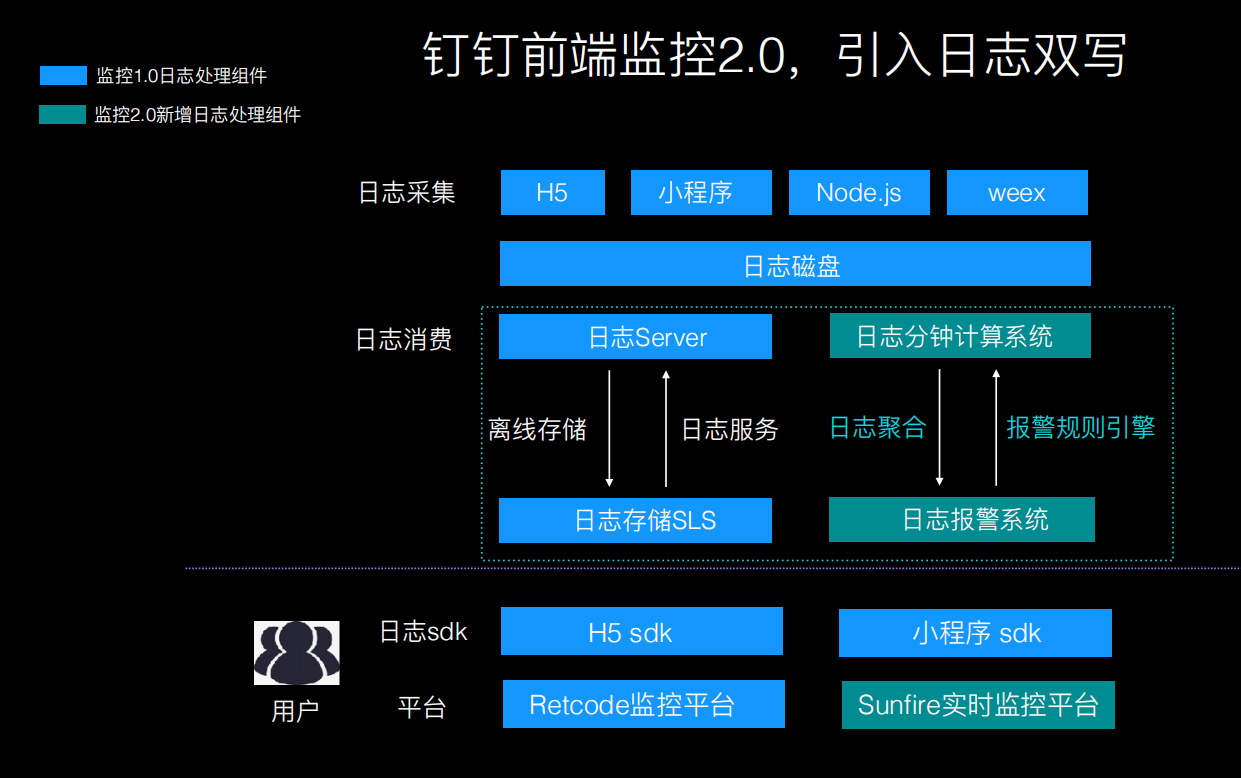 钉钉前端监控2.0，引入日志双写
监控1.0日志处理组件
监控2.0新增日志处理组件
日志采集
H5
小程序
Node.js
weex
日志磁盘
日志消费
日志Server
日志分钟计算系统
离线存储
日志服务
日志聚合
报警规则引擎
日志存储SLS
日志报警系统
日志sdk
H5 sdk
小程序 sdk
用户
平台
Retcode监控平台
Sunfire实时监控平台